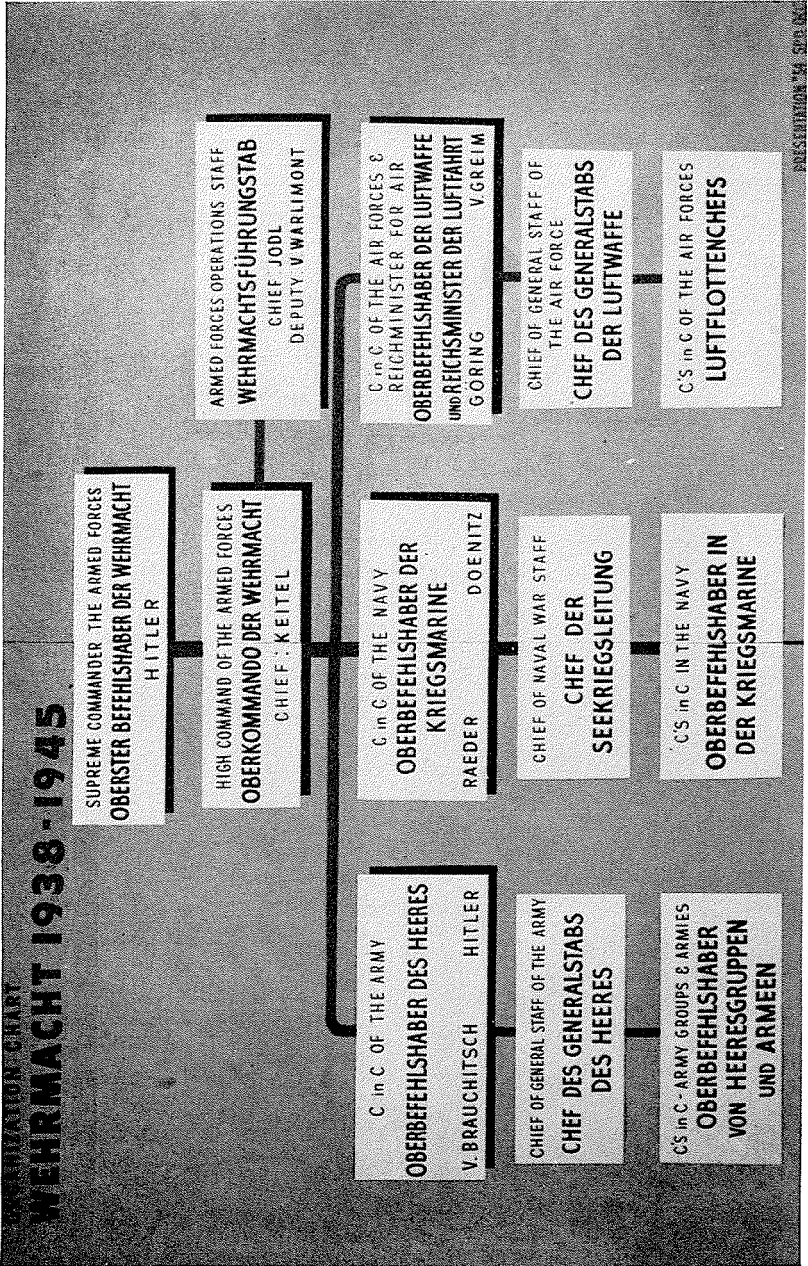 ORGANIZATION CHART
WEHRMACHT 1938-1945
SUPREME COMMANDER THE ARMED FORCES
OBERSTER BEFEHLSHABER DER WEHRMACHT
HITLER
HIGH COMMAND OF THE ARMED FORCES
OBERKOMMANDO DER WEHRMACHT
CHIEF: KEITEL
ARMED FORCES OPERATIONS STAFF
WEHRMACHTSFÜHRUNGSTAB
CHIEF JODL
DEPUTY V WARLIMONT
C in C OF THE ARMY
OBERBEFEHLSHABER DES HEERES
V. BRAUCHITSCH HITLER
C in C OF THE NAVY
OBERBEFEHLSHABER DER
KRIEGSMARINE
RAEDER DOENITZ
C in C OF THE AIR FORCES &
REICHMINISTER FOR AIR
OBERBEFEHLSHABER DER LUFTWAFFE
UND REICHSMINISTER DER LUFTFAHRT
GÖRING V GREIM
CHIEF OF GENERAL STAFF OF THE ARMY
CHEF DES GENERALSTABS
DES HEERES
CHIEF OF NAVAL WAR STAFF
CHEF DER
SEEKRIEGSLEITUNG
CHIEF OF GENERAL STAFF OF
THE AIR FORCE
CHEF DES GENERALSTABS
DER LUFTWAFFE
C'S in C - ARMY GROUPS & ARMIES
OBERBEFEHLSHABER
VON HEERESGRUPPEN
UND ARMEEN
C'S in C IN THE NAVY
OBERBEFEHLSHABER IN
DER KRIEGSMARINE
C'S in C OF THE AIR FORCES
LUFTFLOTTENCHEFS
PRESENTATION